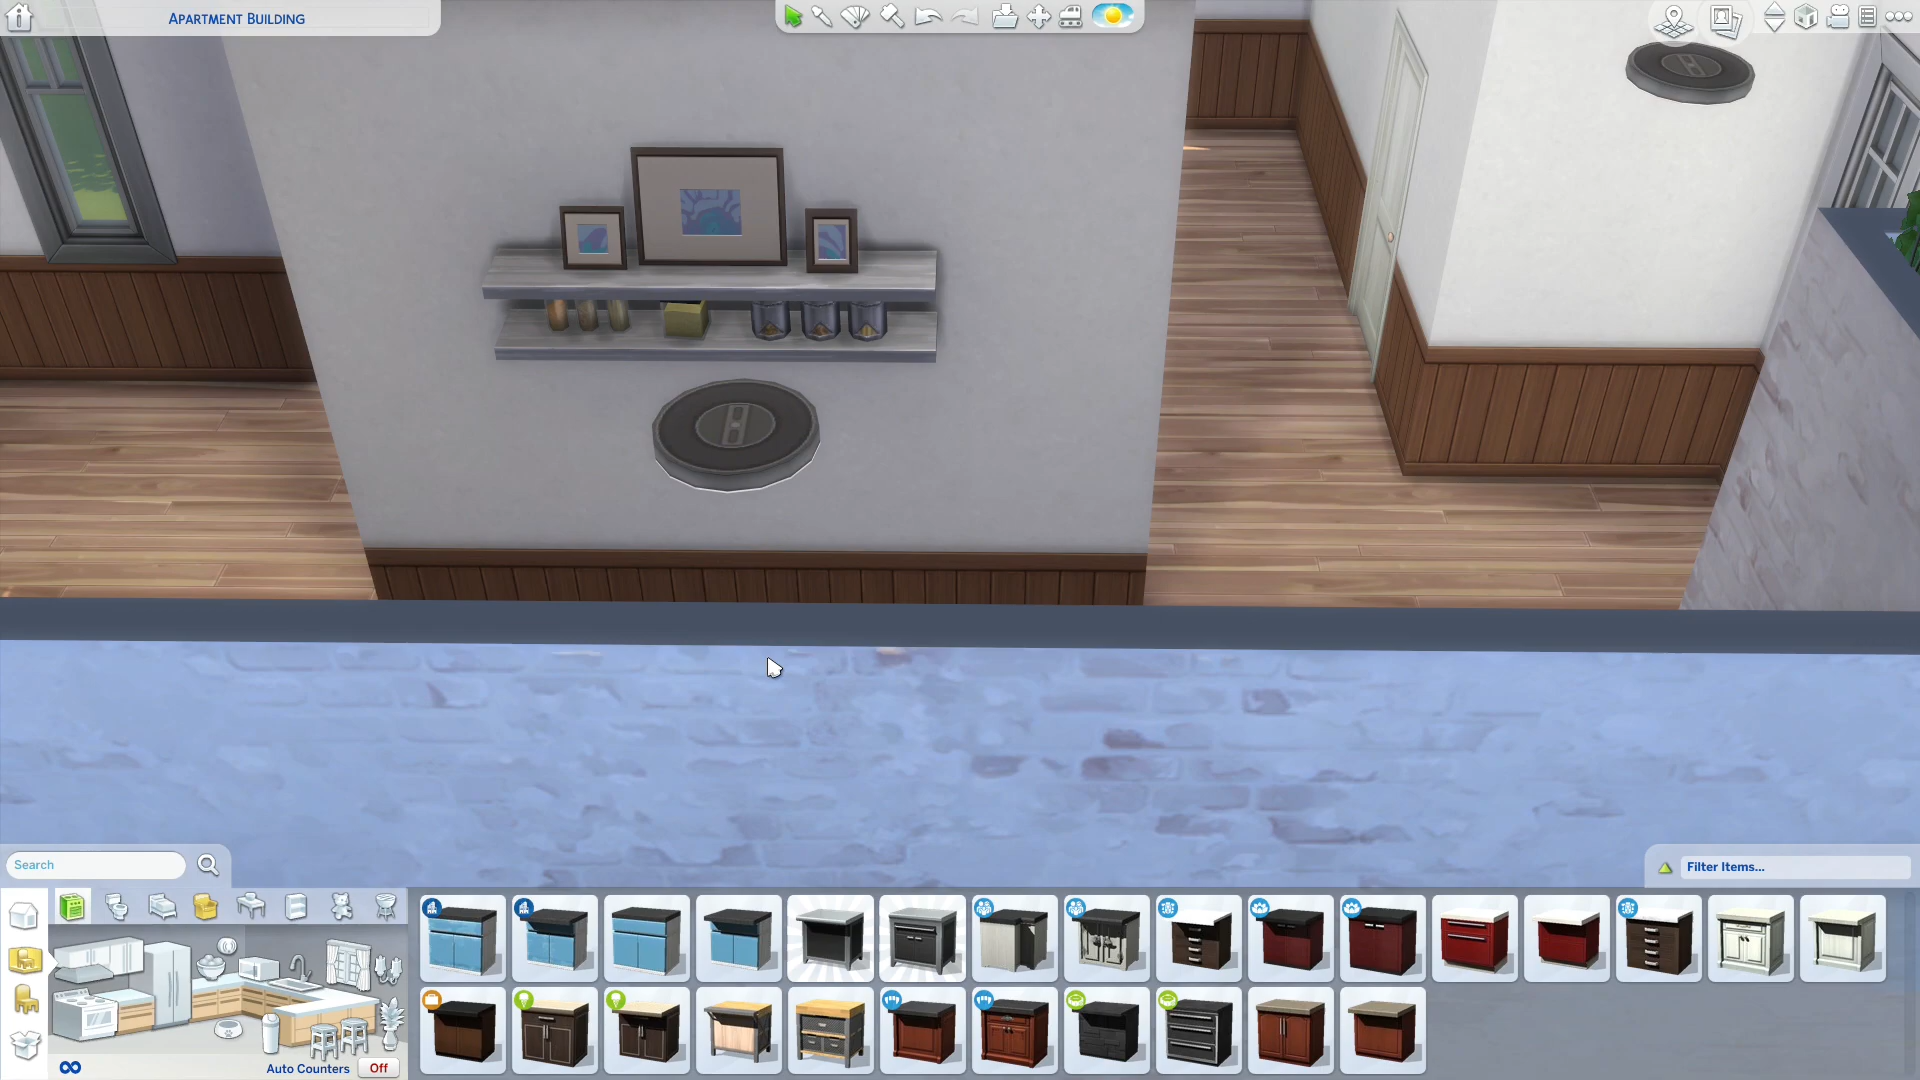 Apartment Building
Search
Filter Items...
Auto Counters
Off